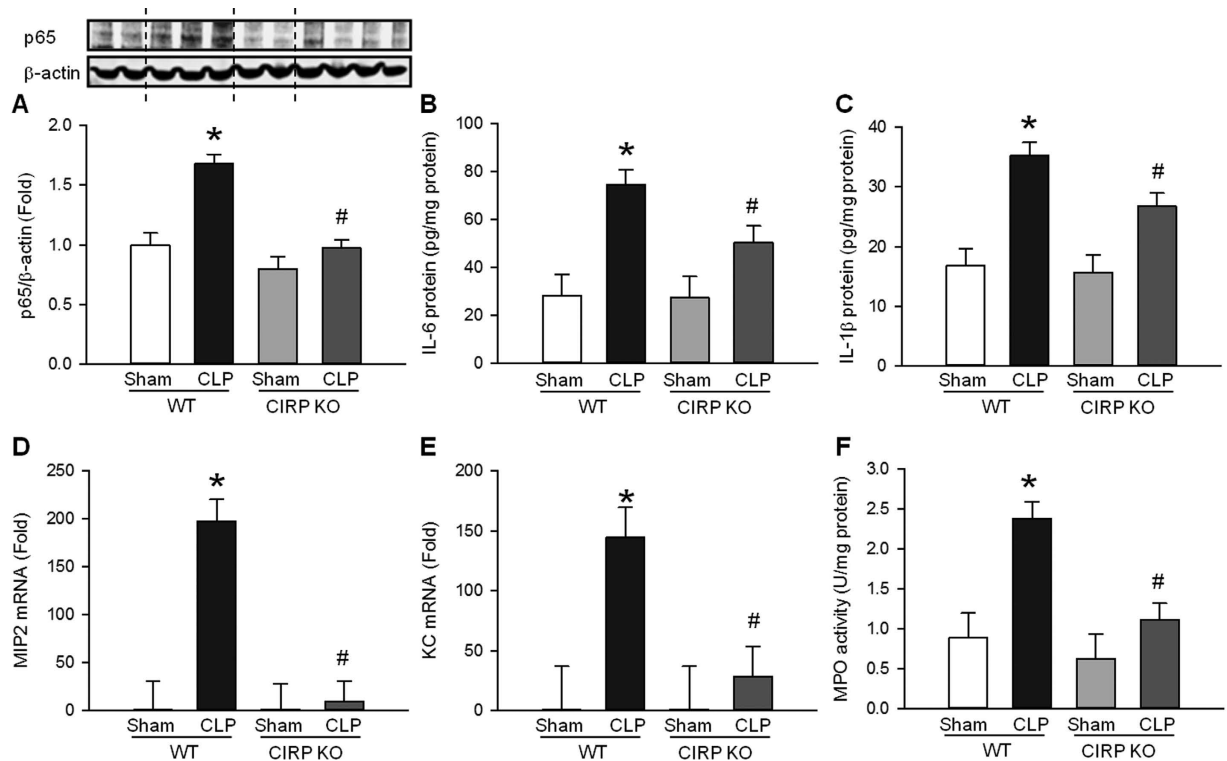 p65
β-actin
A
p65/β-actin (Fold)
2.0
1.5
1.0
0.5
0.0
*
#
Sham CLP Sham CLP
WT CIRP KO
B
IL-6 protein (pg/mg protein)
100
80
60
40
20
0
*
#
Sham CLP Sham CLP
WT CIRP KO
C
IL-1β protein (pg/mg protein)
40
30
20
10
0
*
#
Sham CLP Sham CLP
WT CIRP KO
D
MIP2 mRNA (Fold)
250
200
150
100
50
0
*
#
Sham CLP Sham CLP
WT CIRP KO
E
KC mRNA (Fold)
200
150
100
50
0
*
#
Sham CLP Sham CLP
WT CIRP KO
F
MPO activity (U/mg protein)
3.0
2.5
2.0
1.5
1.0
0.5
0.0
*
#
Sham CLP Sham CLP
WT CIRP KO